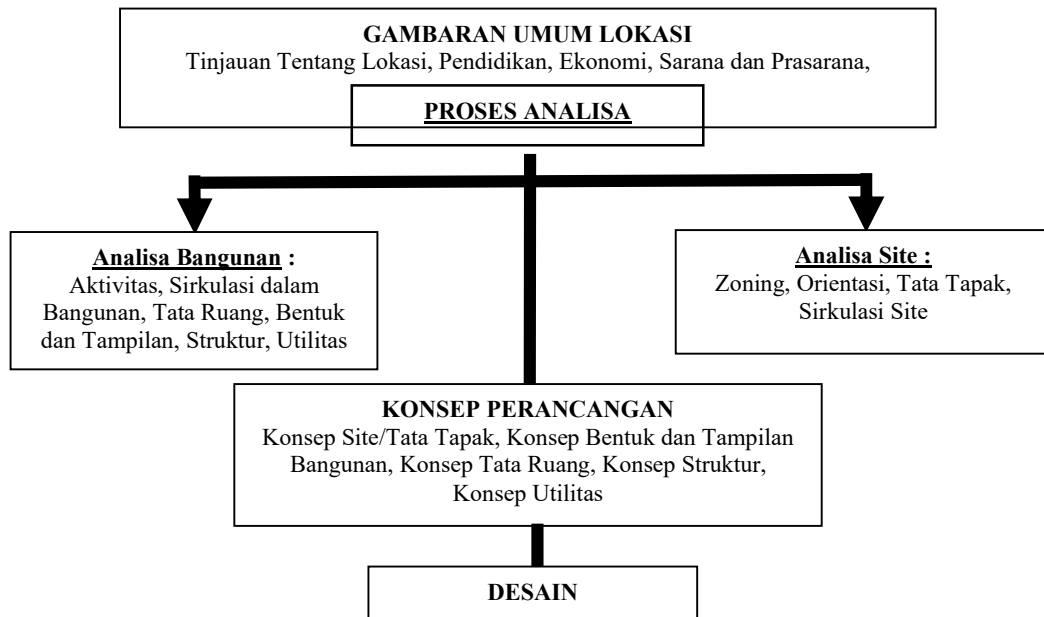 GAMBARAN UMUM LOKASI
Tinjauan Tentang Lokasi, Pendidikan, Ekonomi, Sarana dan Prasarana,
PROSES ANALISA
Analisa Bangunan :
Aktivitas, Sirkulasi dalam
Bangunan, Tata Ruang, Bentuk
dan Tampilan, Struktur, Utilitas
Analisa Site :
Zoning, Orientasi, Tata Tapak,
Sirkulasi Site
KONSEP PERANCANGAN
Konsep Site/Tata Tapak, Konsep Bentuk dan Tampilan
Bangunan, Konsep Tata Ruang, Konsep Struktur,
Konsep Utilitas
DESAIN